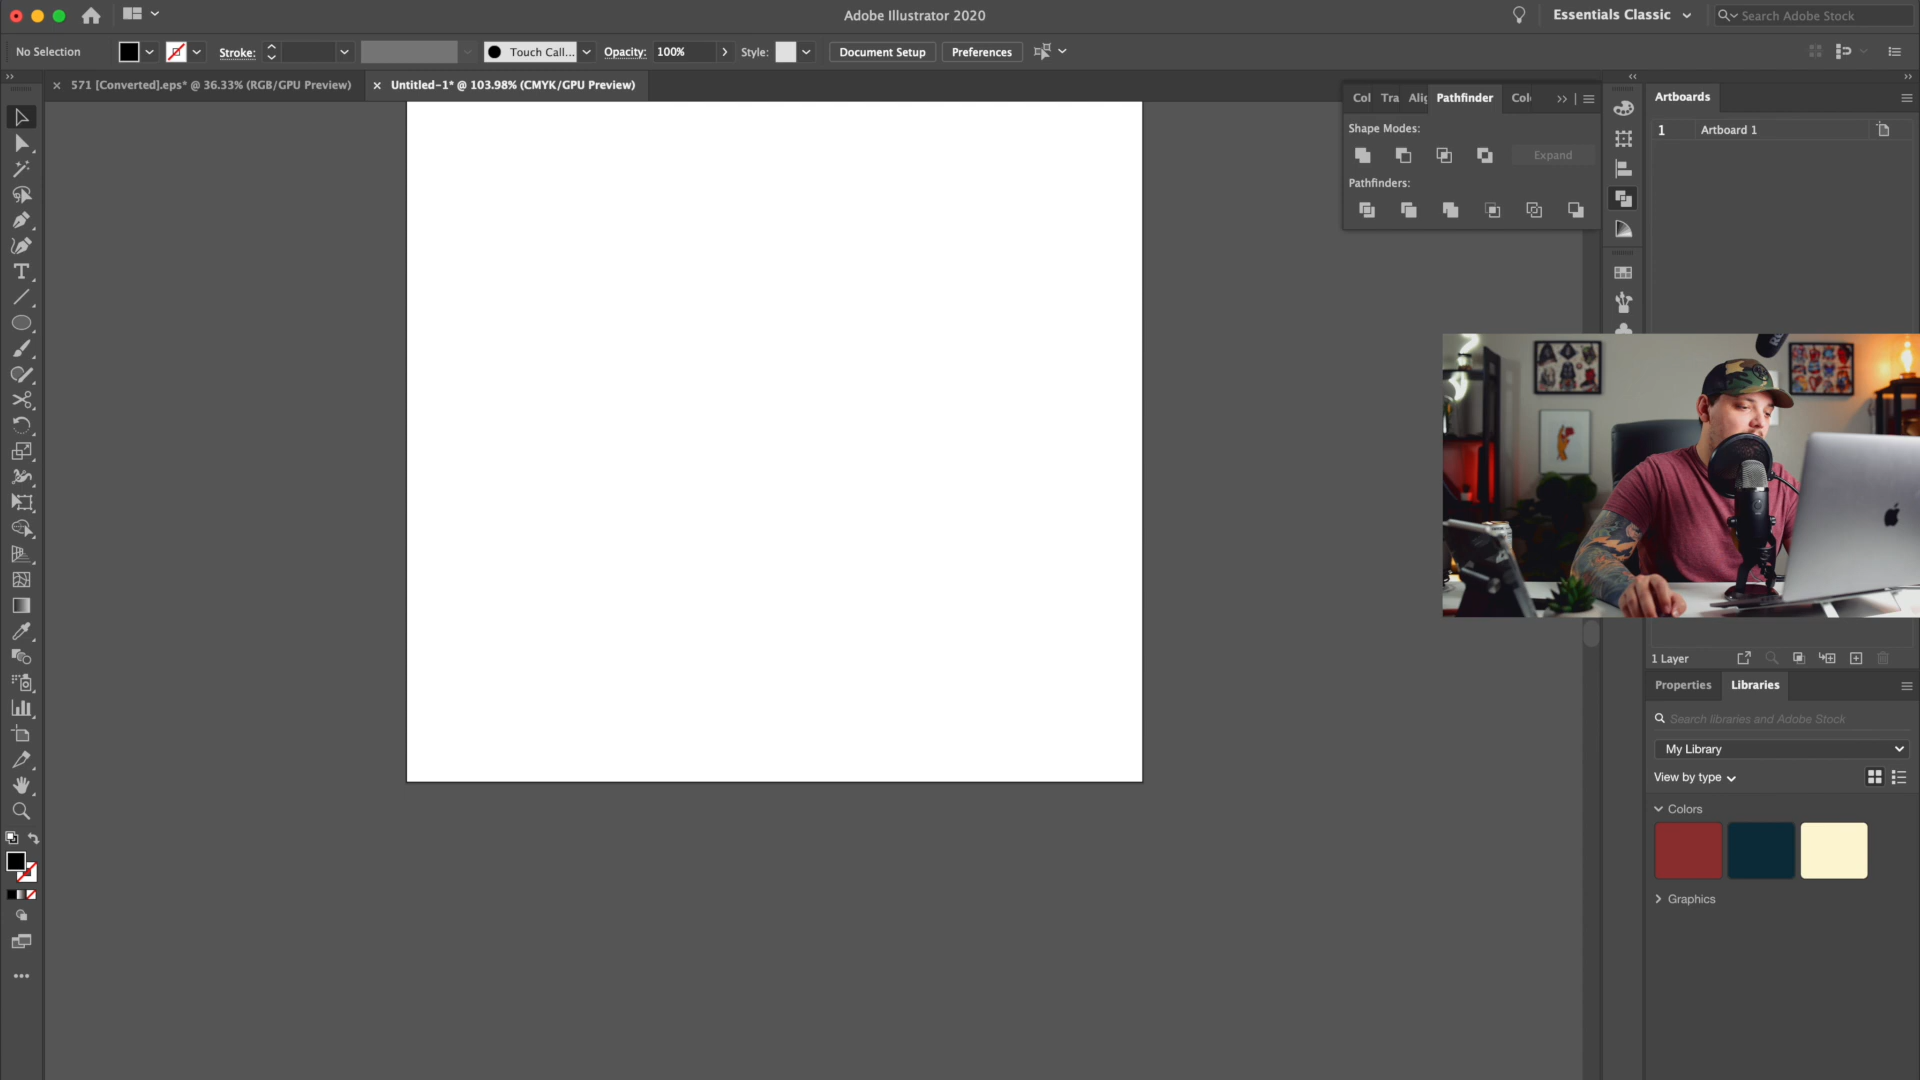 Adobe Illustrator 2020
Essentials Classic
Search Adobe Stock
No Selection
Stroke:
Touch Call...
Opacity:
100%
Style:
Document Setup
Preferences
571 [Converted].eps* @ 36.33% (RGB/GPU Preview)
Untitled-1* @ 103.98% (CMYK/GPU Preview)
Col
Tra
Alig
Pathfinder
Col
Shape Modes:
Expand
Pathfinders:
Artboards
1
Artboard 1
1 Layer
Properties
Libraries
Search libraries and Adobe Stock
My Library
View by type
Colors
Graphics